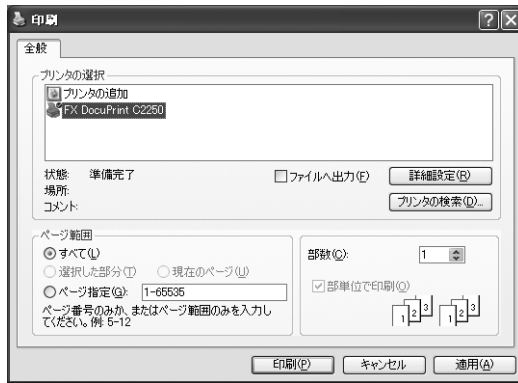 印刷
全般
プリンタの選択
プリンタの追加
FX DocuPrint C2250
状態: 準備完了
場所:
コメント:
ファイルへ出力(F)
詳細設定(R)
プリンタの検索(D)...
ページ範囲
すべて(L)
選択した部分(T) 現在のページ(U)
ページ指定(G): 1-65535
ページ番号のみか、またはページ範囲のみを入力し
てください。例: 5-12
部数(C): 1
部単位で印刷(O)
1 2 3 1 2 3
印刷(P) キャンセル 適用(A)